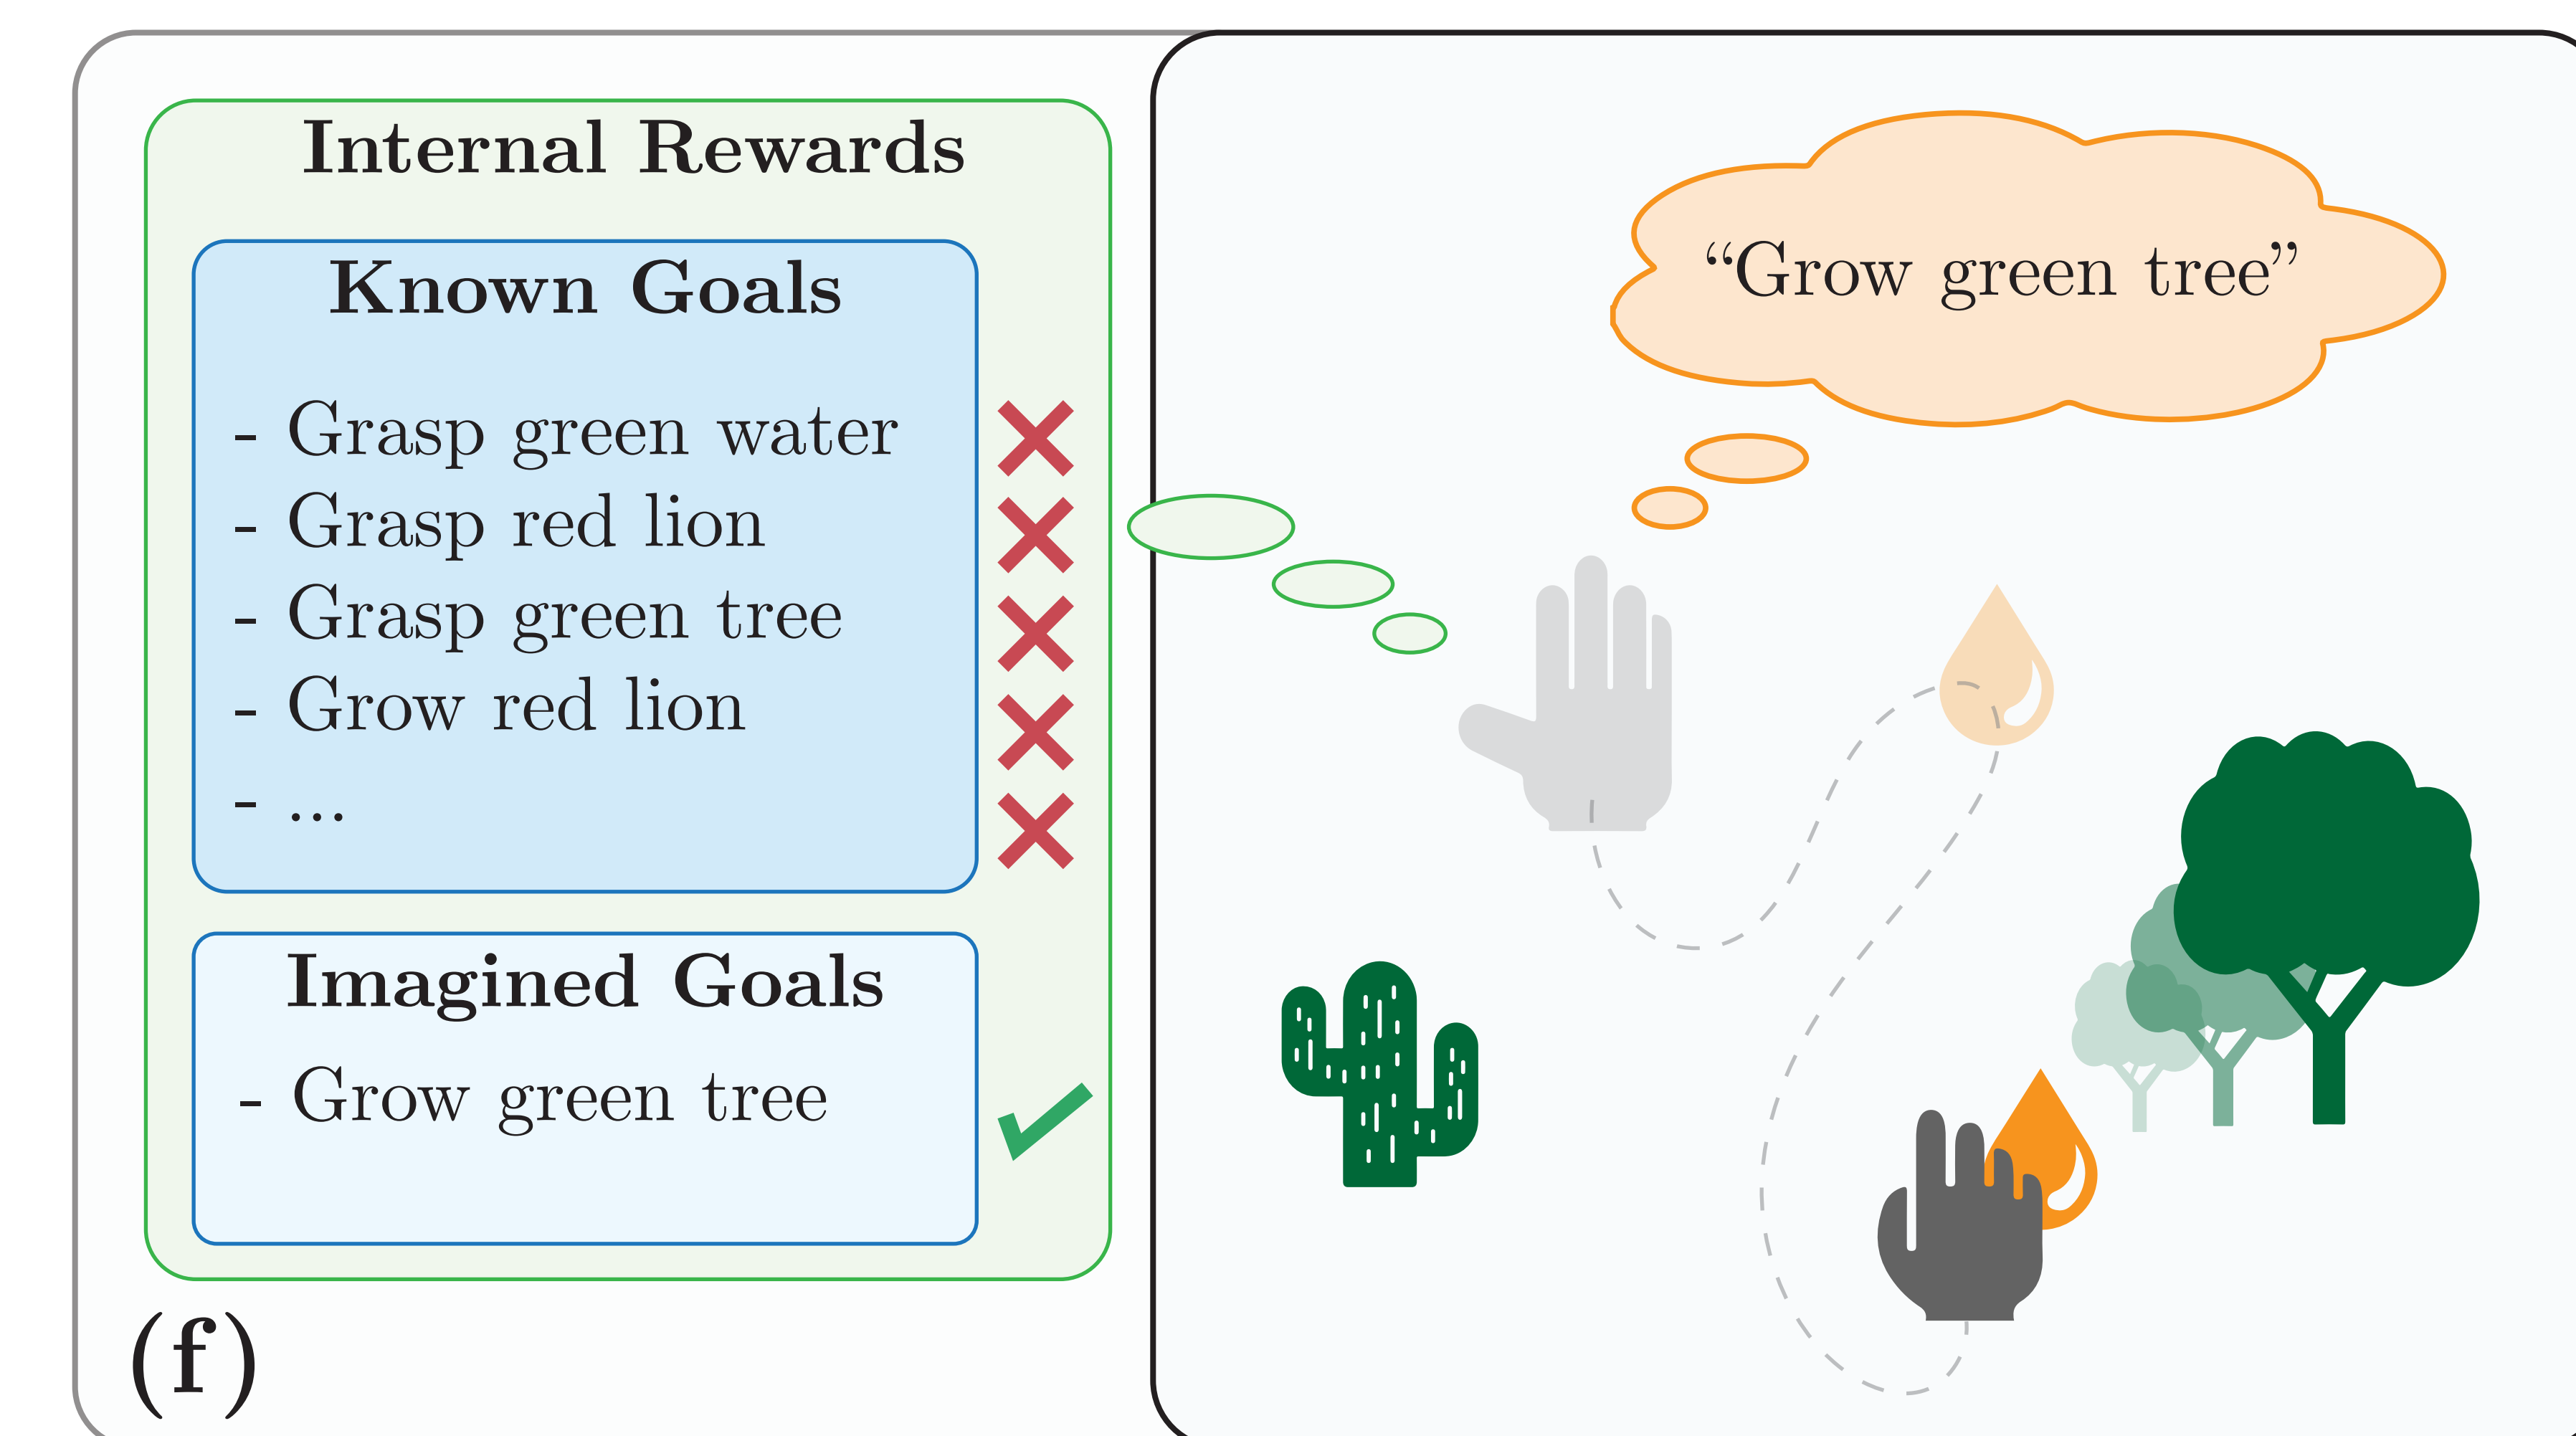 Internal Rewards
Known Goals
- Grasp green water
- Grasp red lion
- Grasp green tree
- Grow red lion
- ...
Imagined Goals
- Grow green tree
(f)
“Grow green tree”